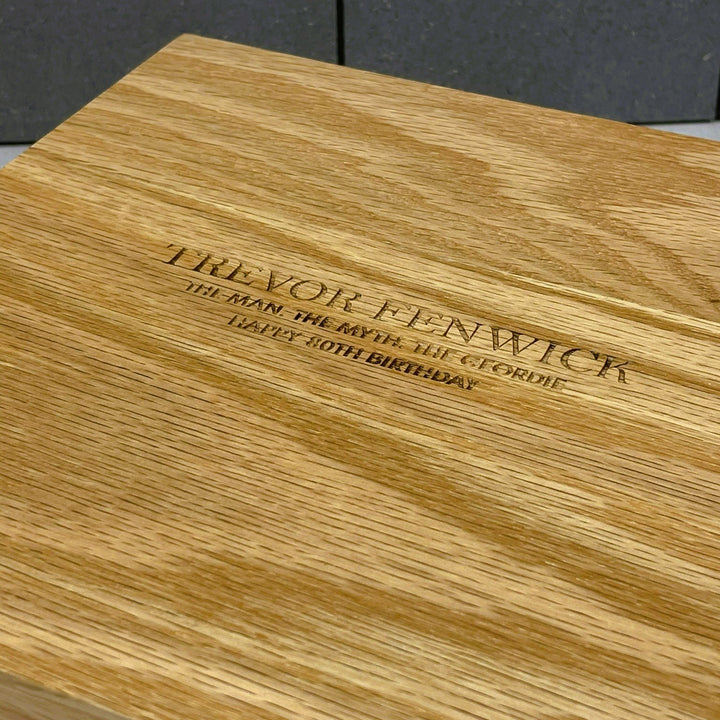 TREVOR FENWICK
THE MAN. THE MYTH. THE GEORDIE
HAPPY 80TH BIRTHDAY